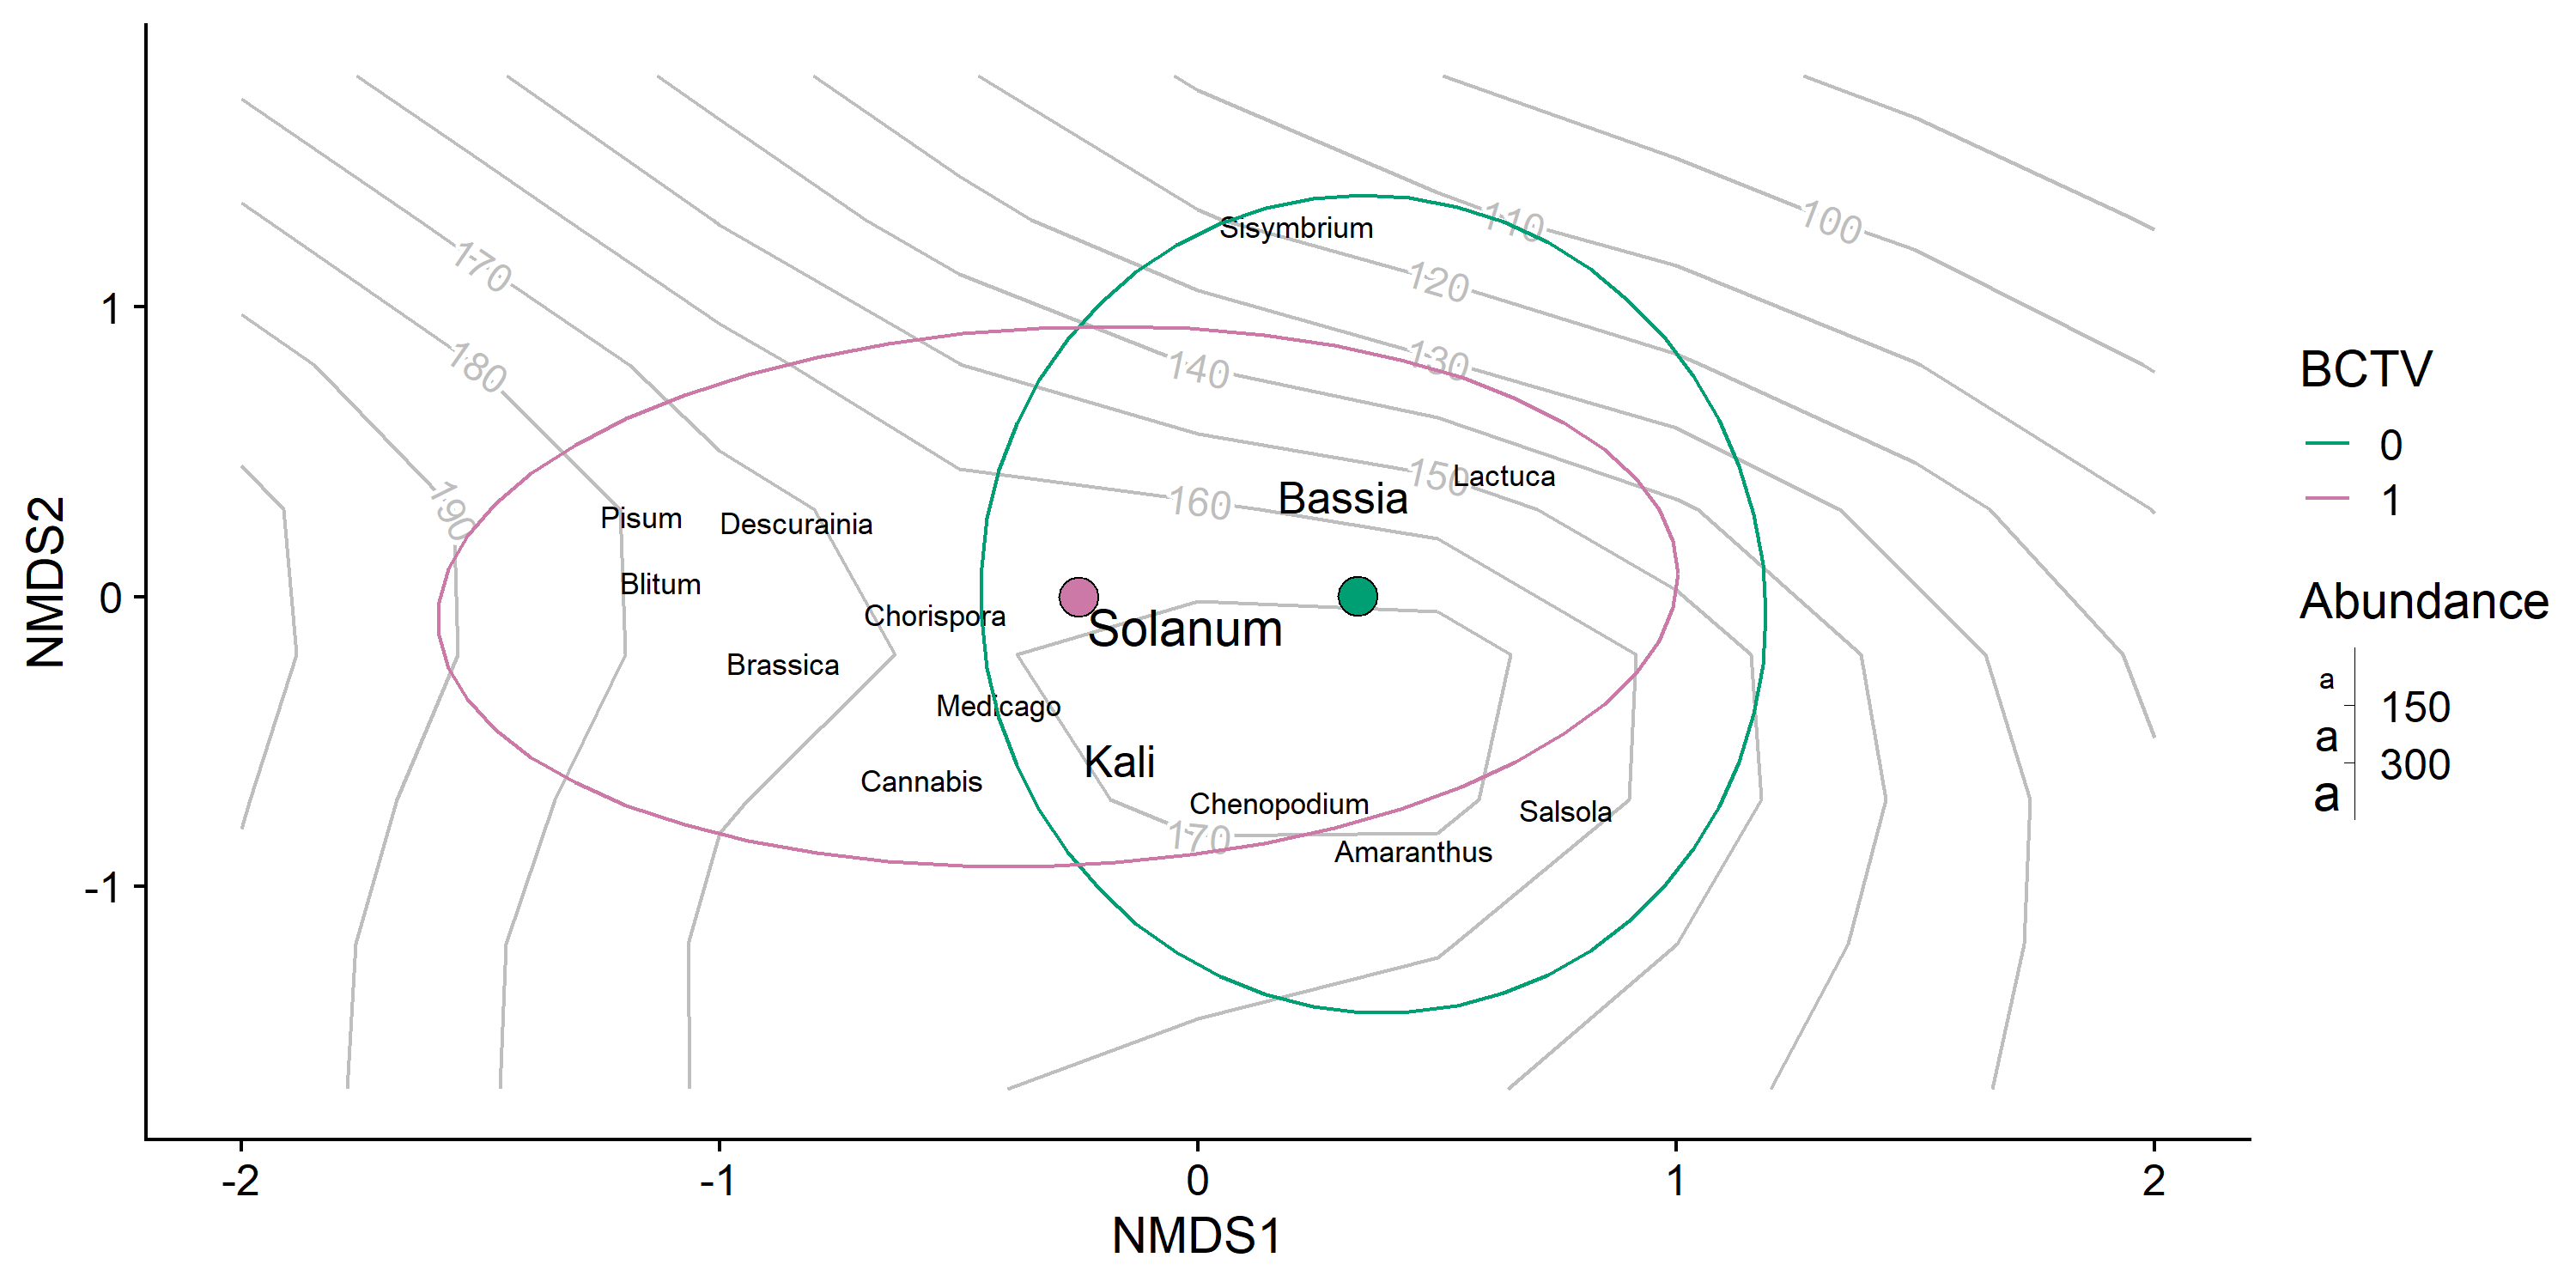 Sisymbrium
110
100
170
120
180
140
130
1
190
150
Lactuca
160
Bassia
Pisum
Descurainia
Blitum
0
Chorispora
Solanum
Brassica
Medicago
Kali
Cannabis
Chenopodium
Salsola
170
Amaranthus
-1
-2
-1
0
1
2
NMDS1
NMDS2
BCTV
0
1
Abundance
a
150
a
300
a